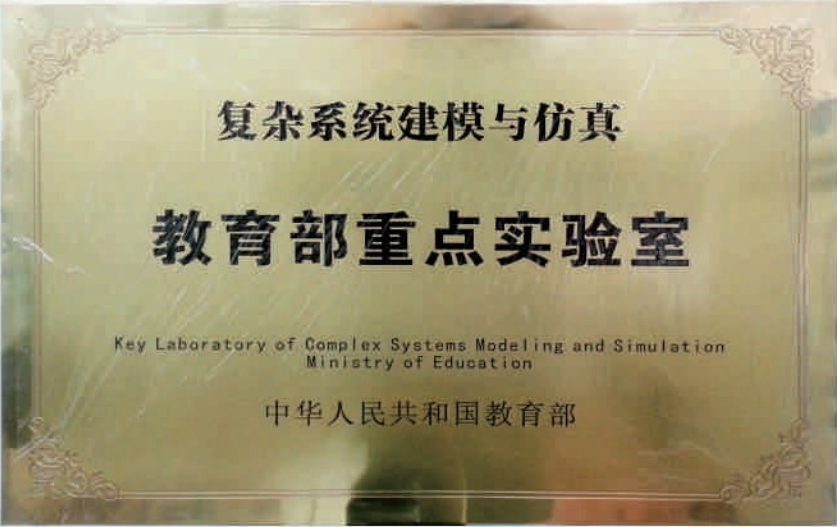 复杂系统建模与仿真
教育部重点实验室
Key Laboratory of Complex Systems Modeling and Simulation
Ministry of Education
中华人民共和国教育部